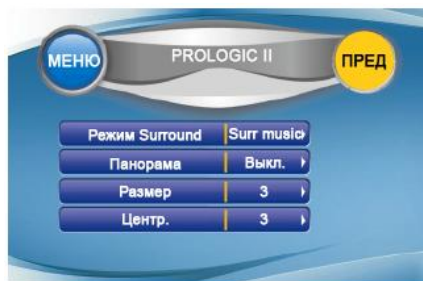 МЕНЮ PROLOGIC II ПРЕД
Режим Surround Surr music
Панорама Выкл.
Размер 3
Центр. 3